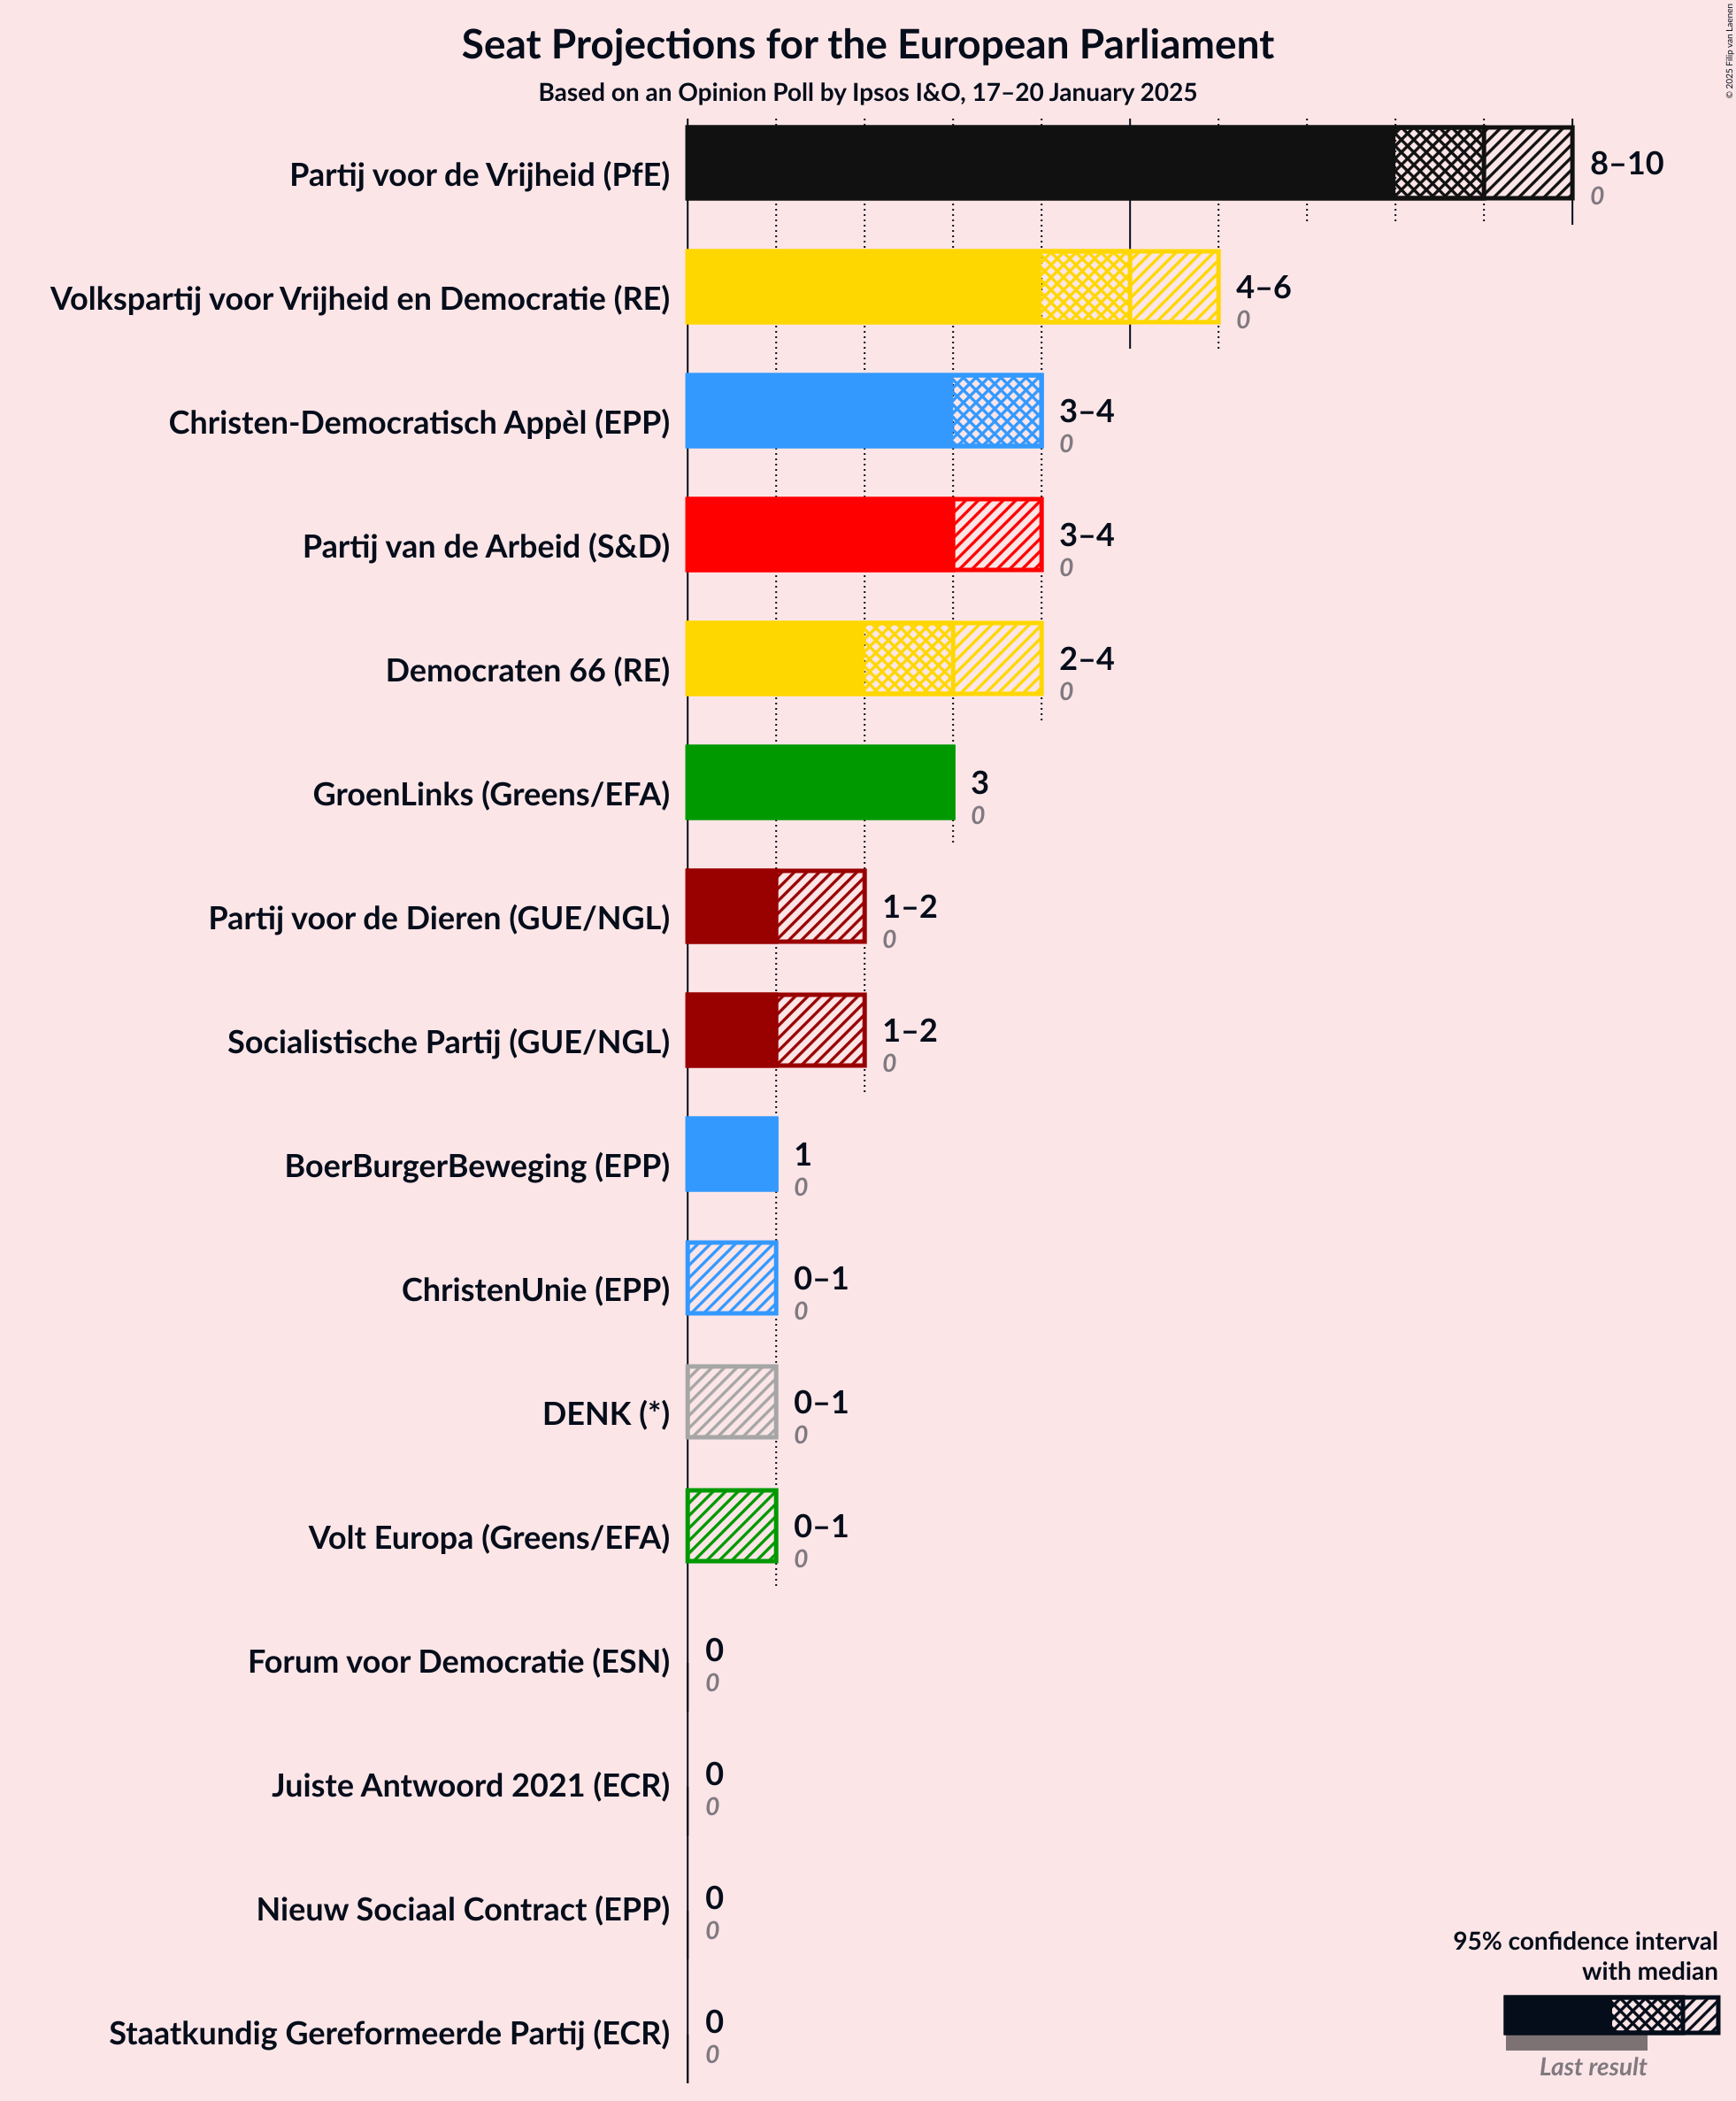 Seat Projections for the European Parliament
Based on an Opinion Poll by Ipsos I&O, 17–20 January 2025
© 2025 Filip van Laenen
Partij voor de Vrijheid (PfE)
8–10
0
Volkspartij voor Vrijheid en Democratie (RE)
4–6
0
Christen-Democratisch Appèl (EPP)
3–4
0
Partij van de Arbeid (S&D)
3–4
0
Democraten 66 (RE)
2–4
0
GroenLinks (Greens/EFA)
3
0
Partij voor de Dieren (GUE/NGL)
1–2
0
Socialistische Partij (GUE/NGL)
1–2
0
BoerBurgerBeweging (EPP)
1
0
ChristenUnie (EPP)
0–1
0
DENK (*)
0–1
0
Volt Europa (Greens/EFA)
0–1
0
Forum voor Democratie (ESN)
0
0
Juiste Antwoord 2021 (ECR)
0
0
Nieuw Sociaal Contract (EPP)
0
0
Staatkundig Gereformeerde Partij (ECR)
0
0
95% confidence interval
with median
Last result